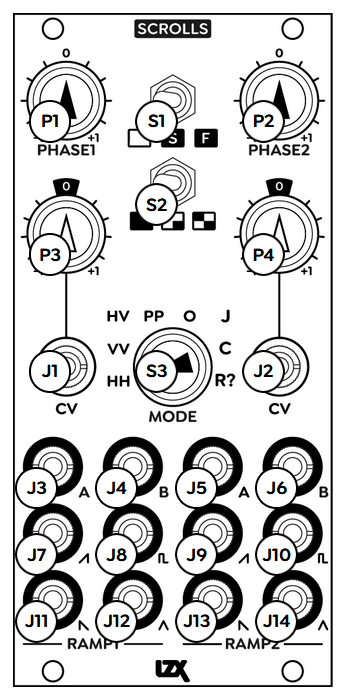 SCROLLS
0 0
P1 S1 P2
+1 S F +1
PHASE1 PHASE2
0 S2 0
P3 P4
+1 +1
HV PP O J
J1 VV S3 C J2
HH R?
CV MODE CV
J3 A J4 B J5 A J6 B
J7 J8 J9 J10
J11 J12 J13 J14
RAMP1 RAMP2
LZX